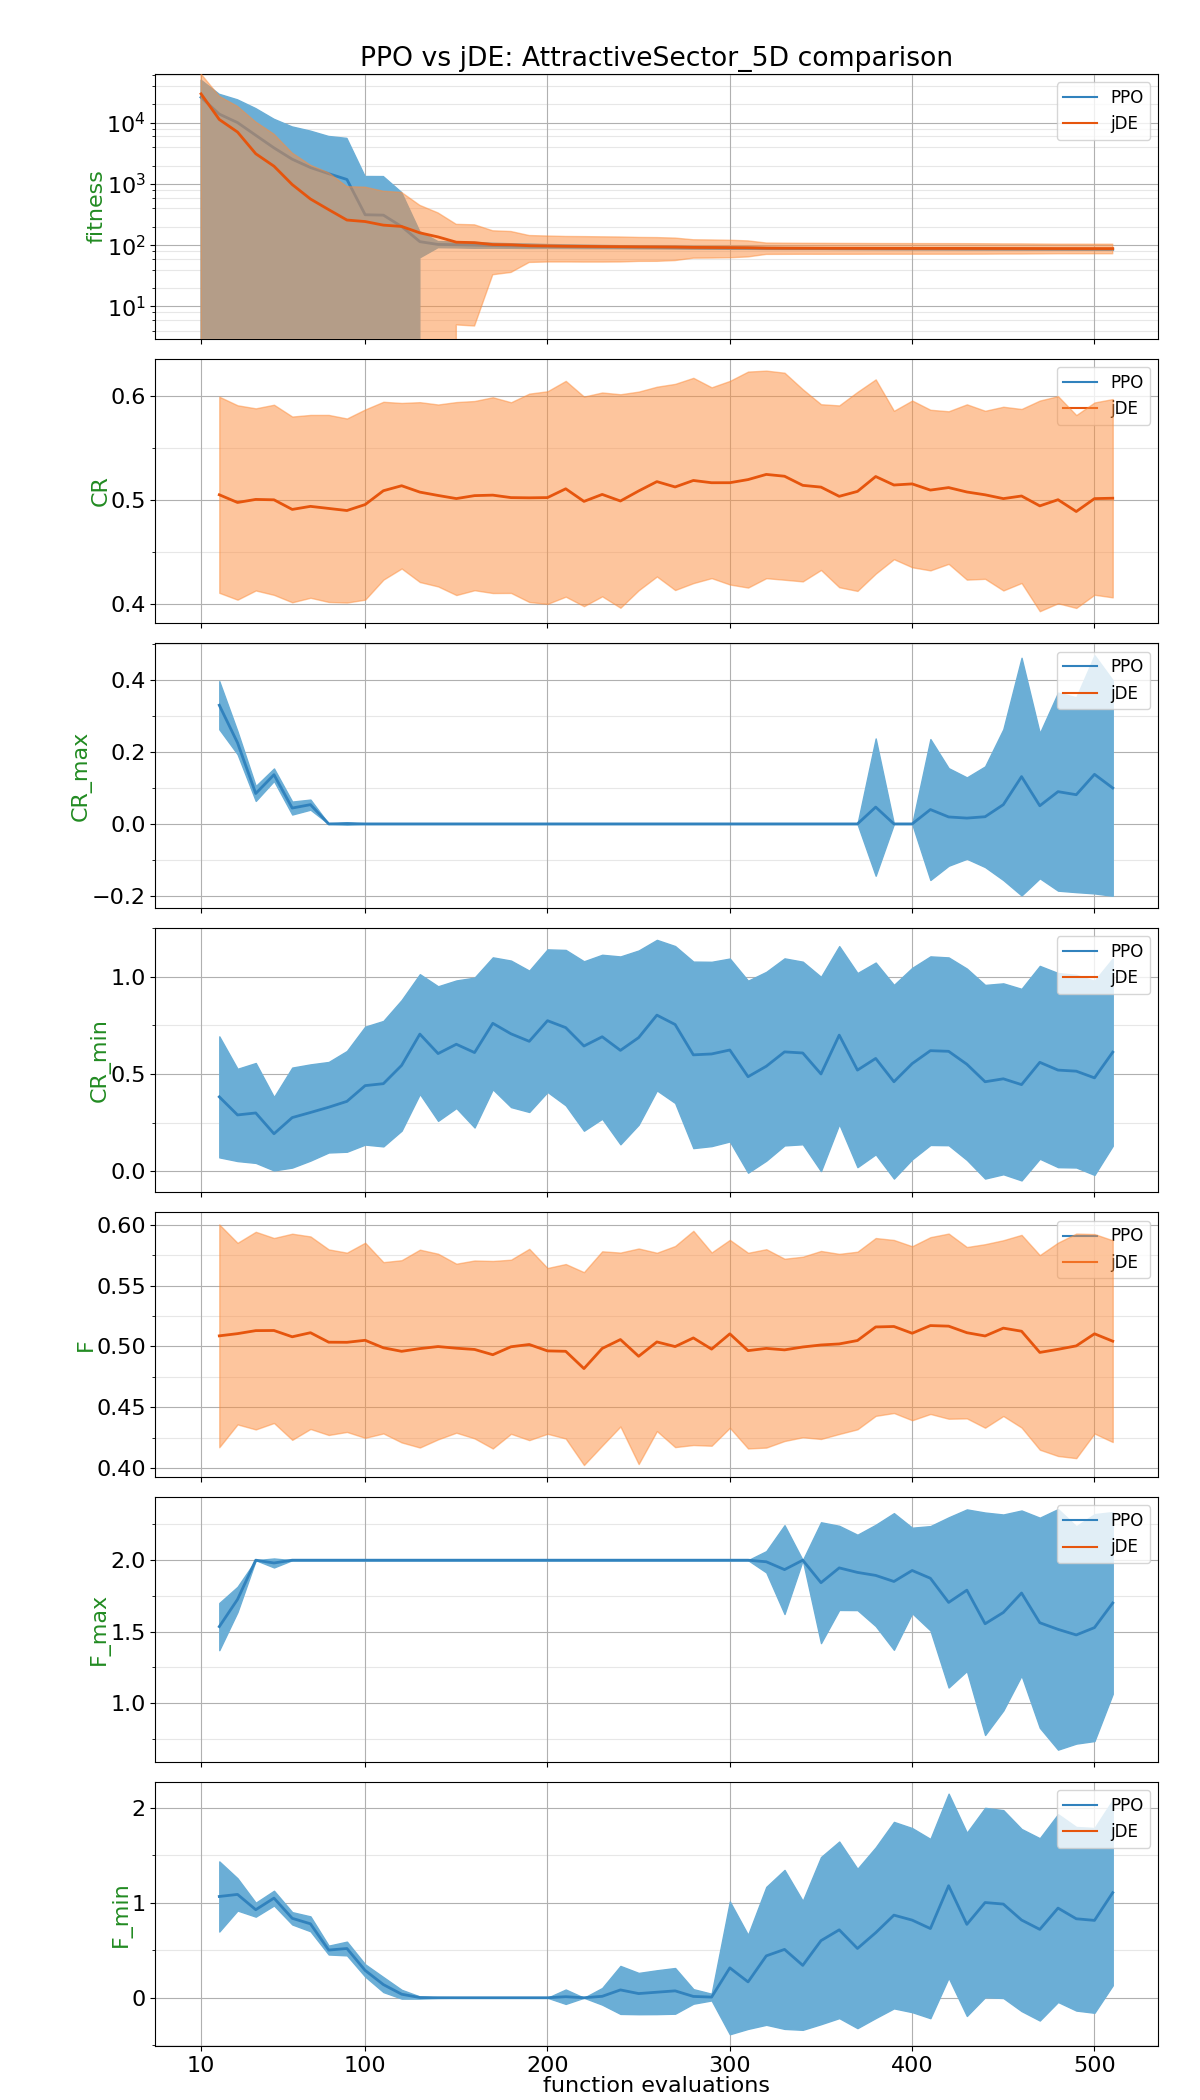 PPO vs jDE: AttractiveSector_5D comparison
fitness
10⁴
10³
10²
10¹
PPO
jDE
CR
0.6
0.5
0.4
PPO
jDE
CR_max
0.4
0.2
0.0
−0.2
PPO
jDE
CR_min
1.0
0.5
0.0
PPO
jDE
F
0.60
0.55
0.50
0.45
0.40
PPO
jDE
F_max
2.0
1.5
1.0
PPO
jDE
F_min
2
1
0
PPO
jDE
10 100 200 300 400 500
function evaluations